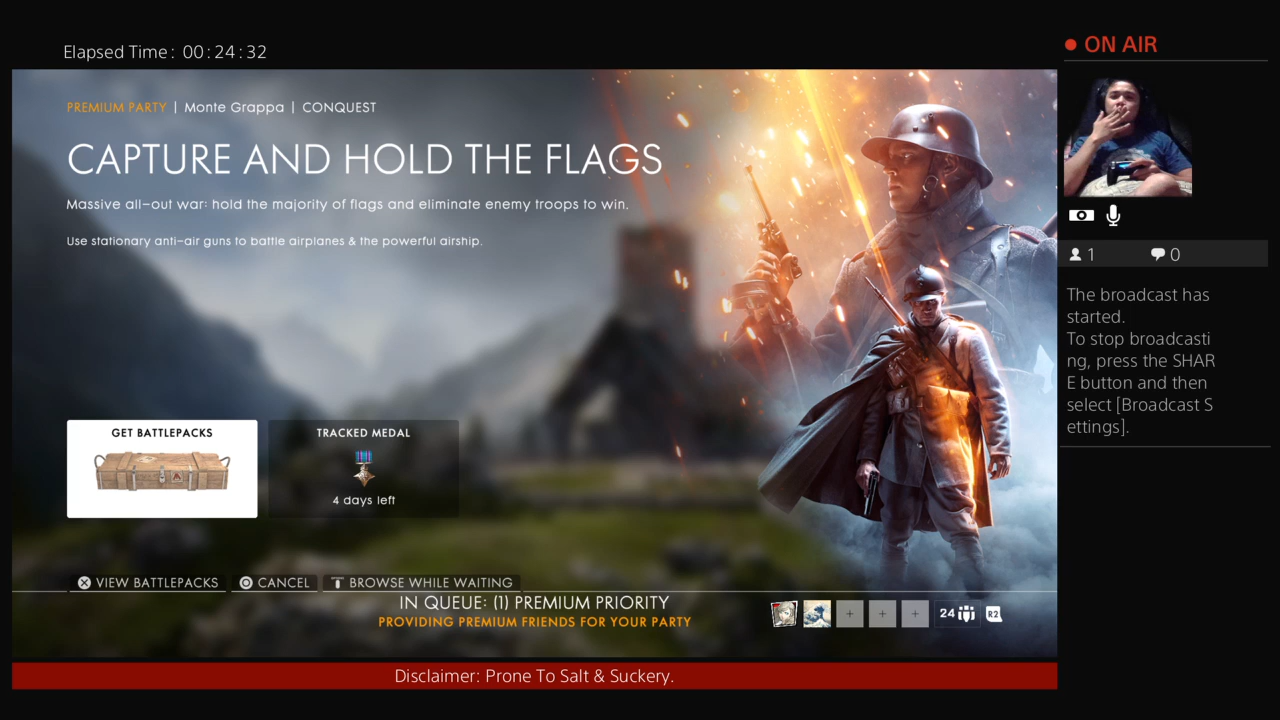 Elapsed Time: 00:24:32
ON AIR
PREMIUM PARTY | Monte Grappa | CONQUEST
CAPTURE AND HOLD THE FLAGS
Massive all-out war: hold the majority of flags and eliminate enemy troops to win.
Use stationary anti-air guns to battle airplanes & the powerful airship.
1
0
The broadcast has
started.
To stop broadcasti
ng, press the SHAR
E button and then
select [Broadcast S
ettings].
GET BATTLEPACKS
TRACKED MEDAL
4 days left
VIEW BATTLEPACKS
CANCEL
BROWSE WHILE WAITING
IN QUEUE: (1) PREMIUM PRIORITY
PROVIDING PREMIUM FRIENDS FOR YOUR PARTY
24
R2
Disclaimer: Prone To Salt & Suckery.